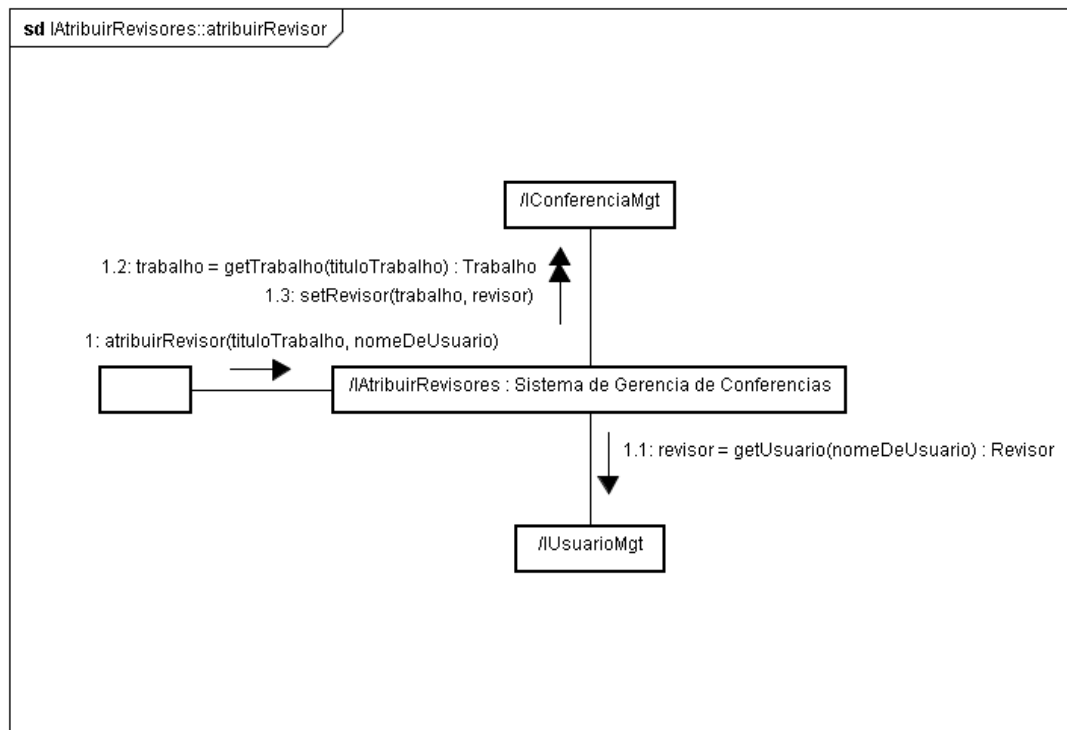 sd IAtribuirRevisores::atribuirRevisor
/IConferenciaMgt
1.2: trabalho = getTrabalho(tituloTrabalho) : Trabalho
1.3: setRevisor(trabalho, revisor)
1: atribuirRevisor(tituloTrabalho, nomeDeUsuario)
/IAtribuirRevisores : Sistema de Gerencia de Conferencias
1.1: revisor = getUsuario(nomeDeUsuario) : Revisor
/IUsuarioMgt